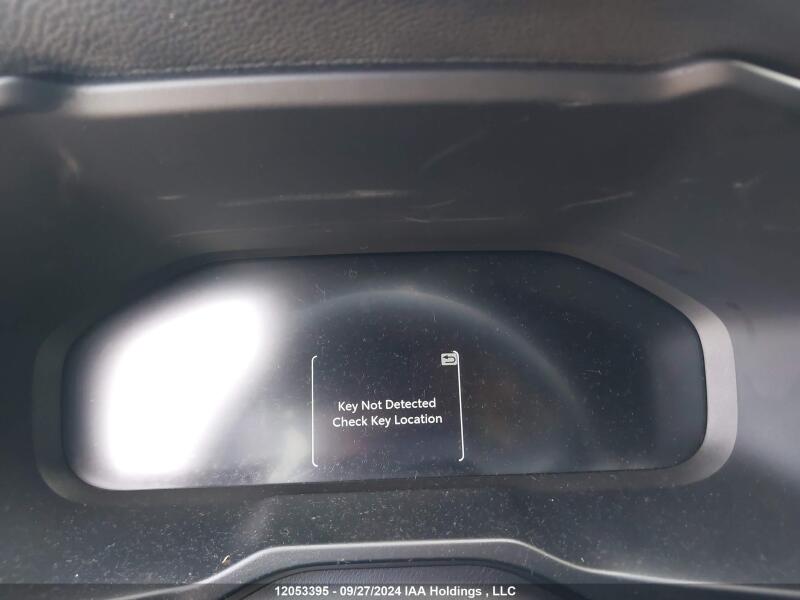 Key Not Detected
Check Key Location
12053395 - 09/27/2024 IAA Holdings , LLC